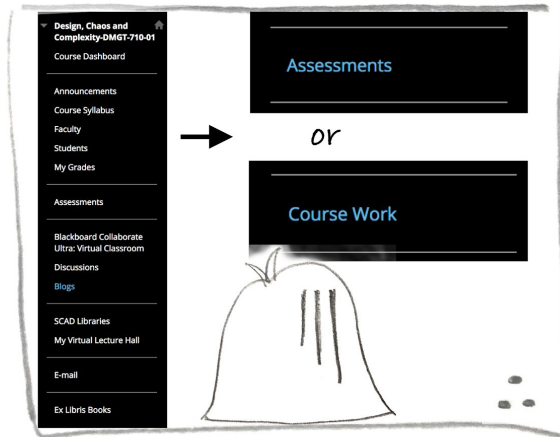 Design, Chaos and
Complexity-DMGT-710-01
Course Dashboard
Announcements
Course Syllabus
Faculty
Students
My Grades
Assessments
Blackboard Collaborate
Ultra: Virtual Classroom
Discussions
Blogs
SCAD Libraries
My Virtual Lecture Hall
E-mail
Ex Libris Books
Assessments
or
Course Work